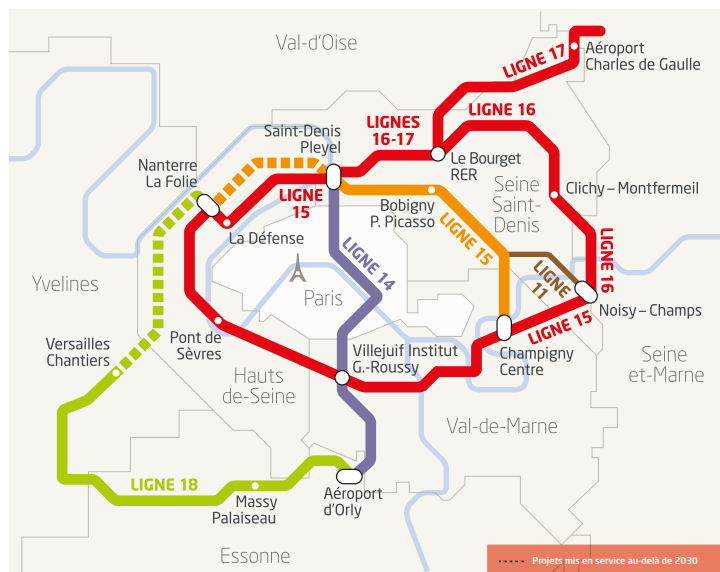 Val-d'Oise
LIGNE 17
Aéroport
Charles de Gaulle
LIGNES
16-17
LIGNE 16
Saint-Denis
Pleyel
Nanterre
La Folie
Le Bourget
RER
LIGNE
15
Seine
Saint-
Denis
Clichy – Montfermeil
Bobigny
P. Picasso
La Défense
LIGNE 15
LIGNE 14
LIGNE 16
LIGNE
11
Yvelines
Paris
Noisy – Champs
LIGNE 15
Versailles
Chantiers
Pont de
Sèvres
Villejuif Institut
G.-Roussy
Champigny
Centre
Seine
et-Marne
Hauts
de-Seine
Val-de-Marne
LIGNE 18
Massy
Palaiseau
Aéroport
d'Orly
Essonne
Projets mis en service au-delà de 2030